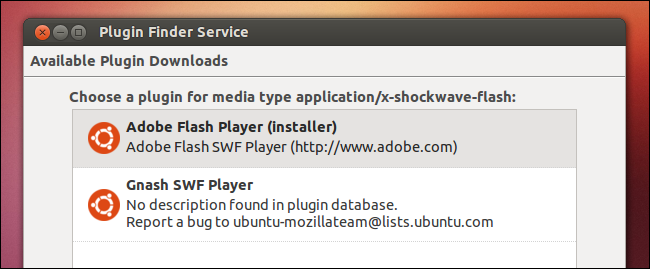 Plugin Finder Service
Available Plugin Downloads
Choose a plugin for media type application/x-shockwave-flash:
Adobe Flash Player (installer)
Adobe Flash SWF Player (http://www.adobe.com)
Gnash SWF Player
No description found in plugin database.
Report a bug to ubuntu-mozillateam@lists.ubuntu.com